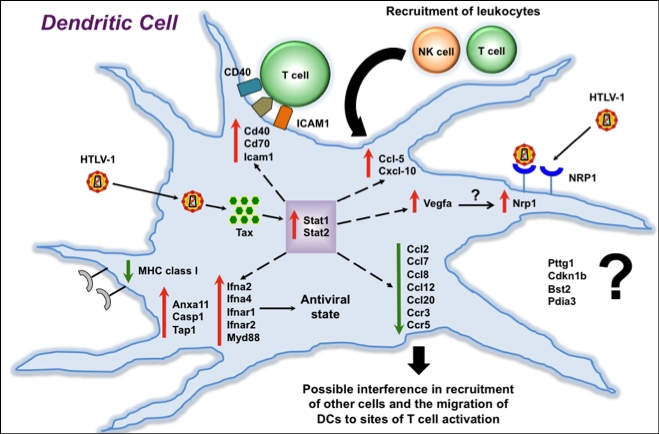 Dendritic Cell
Recruitment of leukocytes
NK cell
T cell
CD40
T cell
ICAM1
HTLV-1
Cd40
Cd70
Icam1
Ccl-5
Cxcl-10
HTLV-1
NRP1
Tax
Stat1
Stat2
Vegfa
?
Nrp1
MHC class I
Anxa11
Casp1
Tap1
Ifna2
Ifna4
Ifnar1
Ifnar2
Myd88
Antiviral
state
Ccl2
Ccl7
Ccl8
Ccl12
Ccl20
Ccr3
Ccr5
Pttg1
Cdkn1b
Bst2
Pdia3
?
Possible interference in recruitment
of other cells and the migration of
DCs to sites of T cell activation